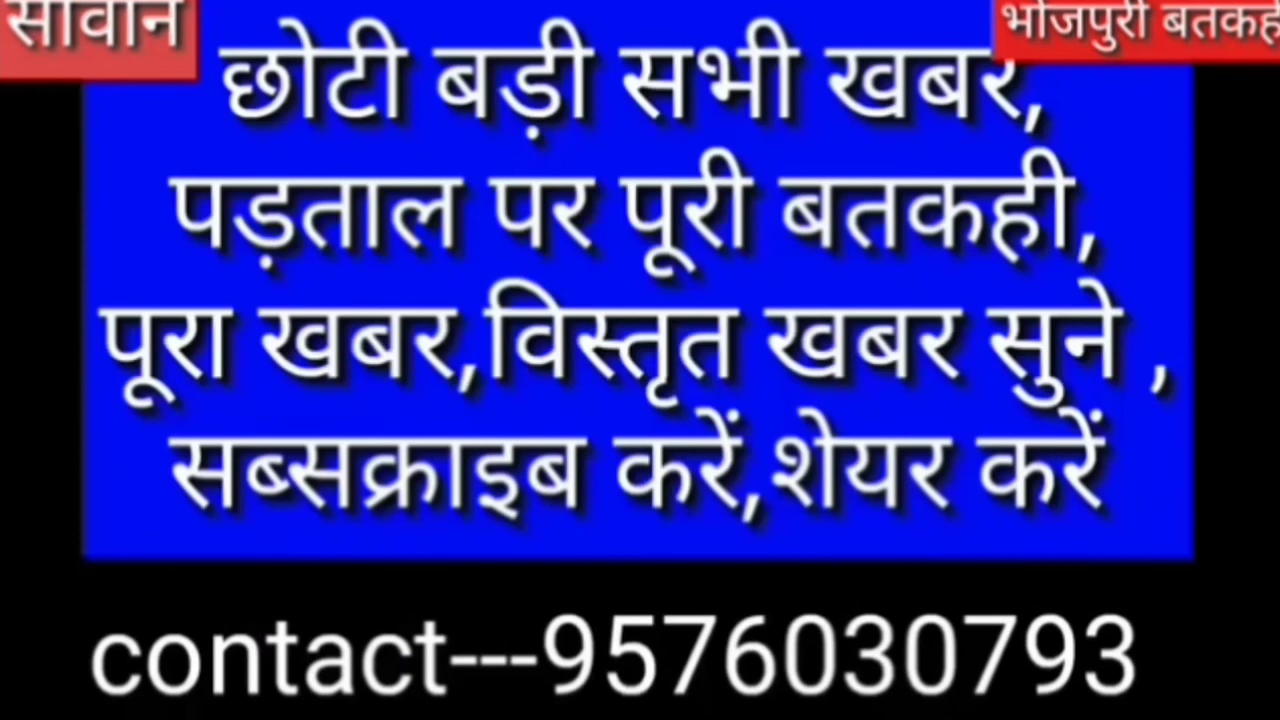 सावान
भोजपुरी बतकही
छोटी बड़ी सभी खबर,
पड़ताल पर पूरी बतकही,
पूरा खबर,विस्तृत खबर सुने ,
सब्सक्राइब करें,शेयर करें
contact---9576030793